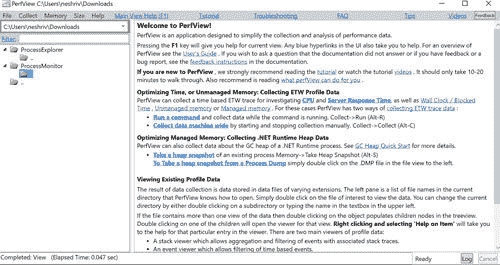 PerfView C:\Users\neshriv\Downloads
File Collect Memory Size Help Main View Help (F1) Tutorial Troubleshooting FAQ Tips Videos Feedback
C:\Users\neshriv\Downloads
Filter:
ProcessExplorer
..
ProcessMonitor
..
Welcome to PerfView!
PerfView is an application designed to simplify the collection and analysis of performance data.
Pressing the F1 key will give you help for current view. Any blue hyperlinks in the UI also take you to help. For an overview of
PerfView see the User's Guide . If you wish to ask a question that the documentation did not answer or if you have feedback or a
bug report, see the feedback instructions in the documentation.
If you are new to PerfView , we strongly recommend reading the tutorial or watch the tutorial videos . It should only take 10-20
minutes to walk through. Also recommended is reading what perfView can do for you .
Optimizing Time, or Unmanaged Memory: Collecting ETW Profile Data
PerfView can collect a time based ETW trace for investigating CPU and Server Response Time, as well as Wall Clock / Blocked
Time , Unmanaged memory or Managed memory . For these cases PerfView has two ways of collecting ETW trace data :
• Run a command and collect data while the command is running. Collect->Run (Alt-R)
• Collect data machine wide by starting and stopping collection manually. Collect->Collect (Alt-C)
Optimizing Managed Memory: Collecting .NET Runtime Heap Data
PerfView can also collect data about the GC heap of a .NET Runtime process. See GC Heap Quick Start for more details.
• Take a heap snapshot of an existing process Memory->Take Heap Snapshot (Alt-S)
To Take a heap snapshot from a Process Dump simply double click on the .DMP file in the file view to the left.
Viewing Existing Profile Data
The result of data collection is data stored in data files of varying extensions. The left pane is a list of file names in the current
directory that PerfView knows how to open. Simply double click on the file of interest to view the data. You can change the current
directory by either double clicking on a subdirectory or typing the name in the textbox in the upper left.
If the file contains more than one view of the data then double clicking on the object populates children nodes in the treeview.
Double clicking on one of the children will open the viewer for that view. Right clicking and selecting 'Help on Item' will take you
to the help for that particular entry in the viewer. There are two main viewers of profile data:
• A stack viewer which allows aggregation and filtering of events with associated stack traces.
• An event viewer which allows filtering of time based events.
Completed: View (Elapsed Time: 0.047 sec) Ready Log Cancel